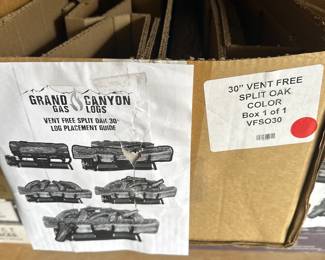 GRAND CANYON
GAS LOGS
VENT FREE SPLIT OAK 30"
LOG PLACEMENT GUIDE
30" VENT FREE
SPLIT OAK
COLOR
Box 1 of 1
VFSO30